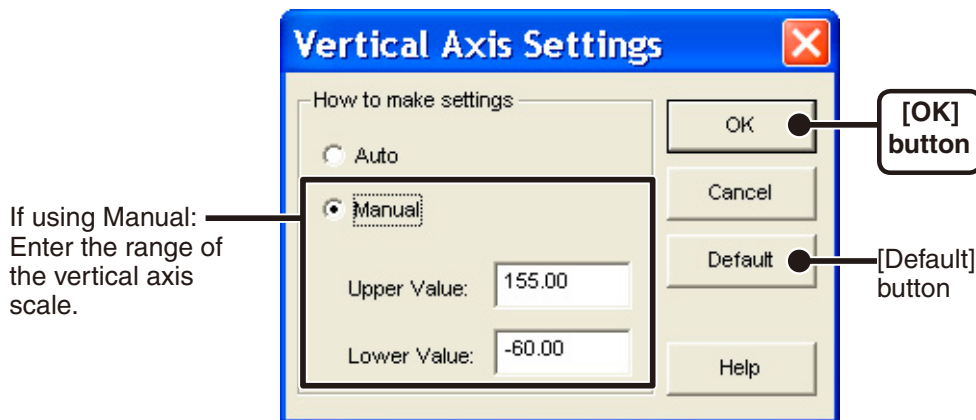 Vertical Axis Settings
How to make settings
Auto
Manual
Upper Value: 155.00
Lower Value: -60.00
OK
Cancel
Default
Help
If using Manual:
Enter the range of
the vertical axis
scale.
[OK]
button
[Default]
button